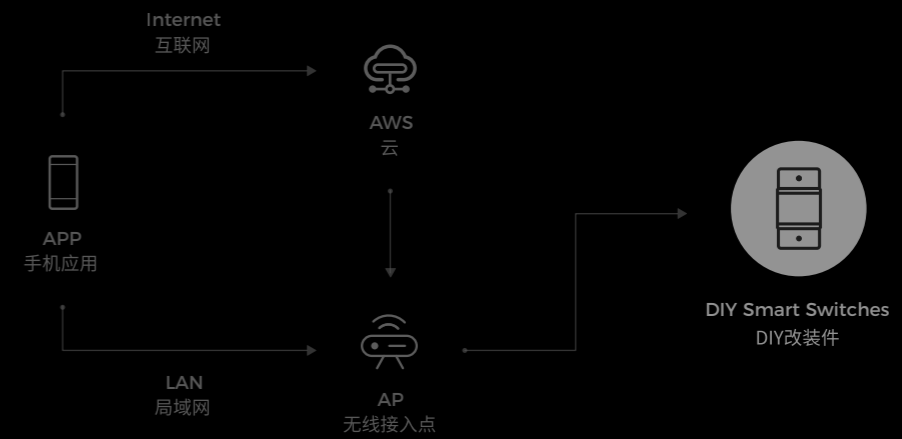 Internet
互联网
AWS
云
APP
手机应用
DIY Smart Switches
DIY改装件
LAN
局域网
AP
无线接入点